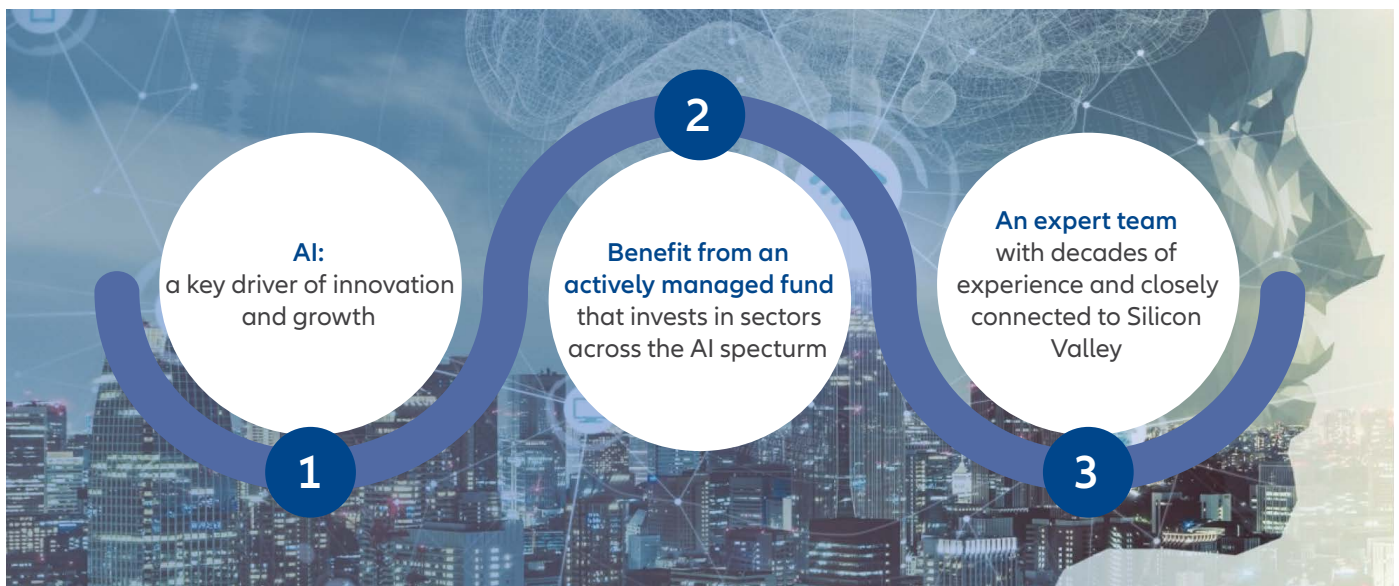 1
AI:
a key driver of innovation
and growth
2
Benefit from an
actively managed fund
that invests in sectors
across the AI specturm
3
An expert team
with decades of
experience and closely
connected to Silicon
Valley